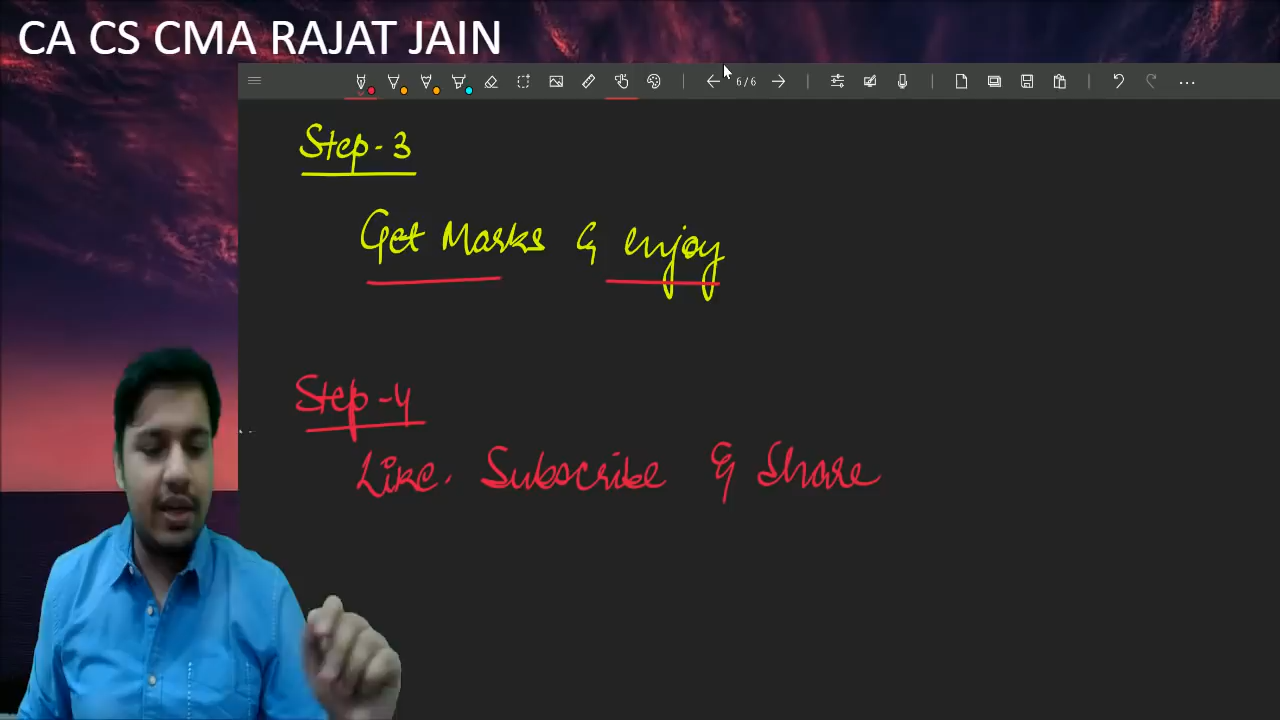 CA CS CMA RAJAT JAIN
6/6
Step-3
Get Marks & enjoy
Step-4
Like. Subscribe & Share